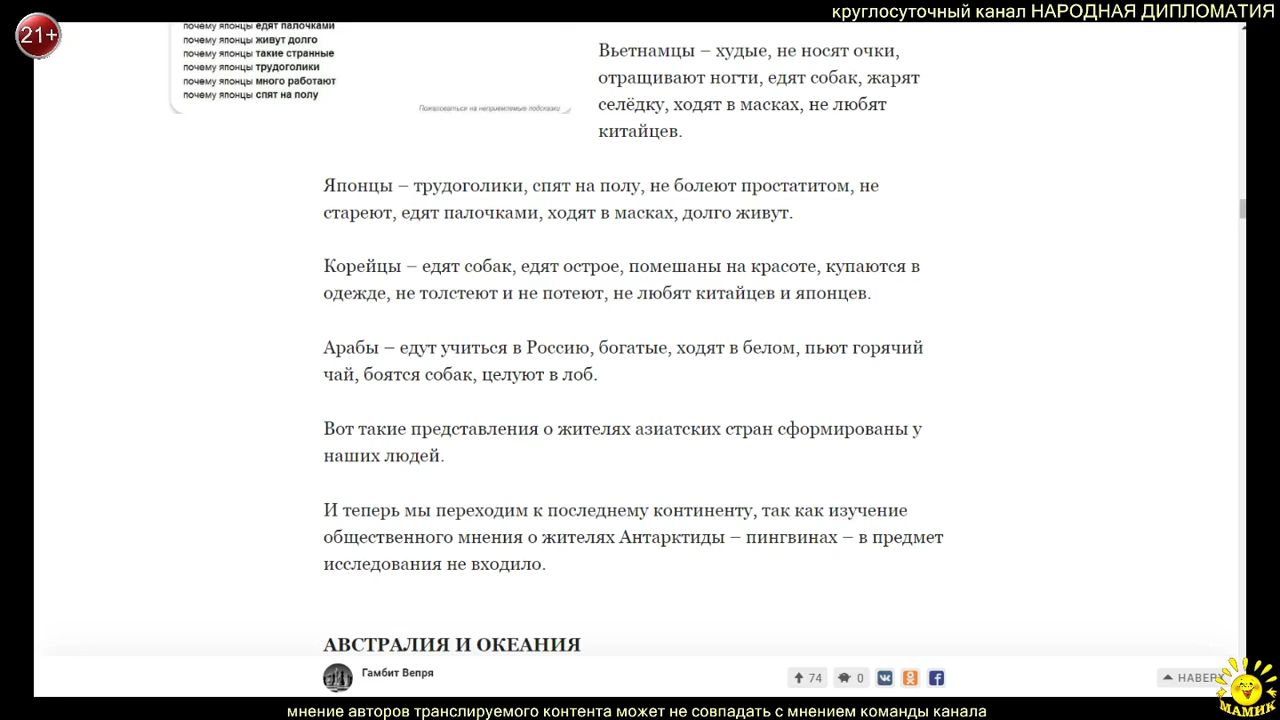 круглосуточный канал НАРОДНАЯ ДИПЛОМАТИЯ
21+
почему японцы едят палочками
почему японцы живут долго
почему японцы такие странные
почему японцы трудоголики
почему японцы много работают
почему японцы спят на полу
Пожаловаться на неприемлемые подсказки
Вьетнамцы – худые, не носят очки,
отращивают ногти, едят собак, жарят
селёдку, ходят в масках, не любят
китайцев.
Японцы – трудоголики, спят на полу, не болеют простатитом, не
стареют, едят палочками, ходят в масках, долго живут.
Корейцы – едят собак, едят острое, помешаны на красоте, купаются в
одежде, не толстеют и не потеют, не любят китайцев и японцев.
Арабы – едут учиться в Россию, богатые, ходят в белом, пьют горячий
чай, боятся собак, целуют в лоб.
Вот такие представления о жителях азиатских стран сформированы у
наших людей.
И теперь мы переходим к последнему континенту, так как изучение
общественного мнения о жителях Антарктиды – пингвинах – в предмет
исследования не входило.
АВСТРАЛИЯ И ОКЕАНИЯ
Гамбит Вепря
74
0
НАВЕР
МАМИК
мнение авторов транслируемого контента может не совпадать с мнением команды канала